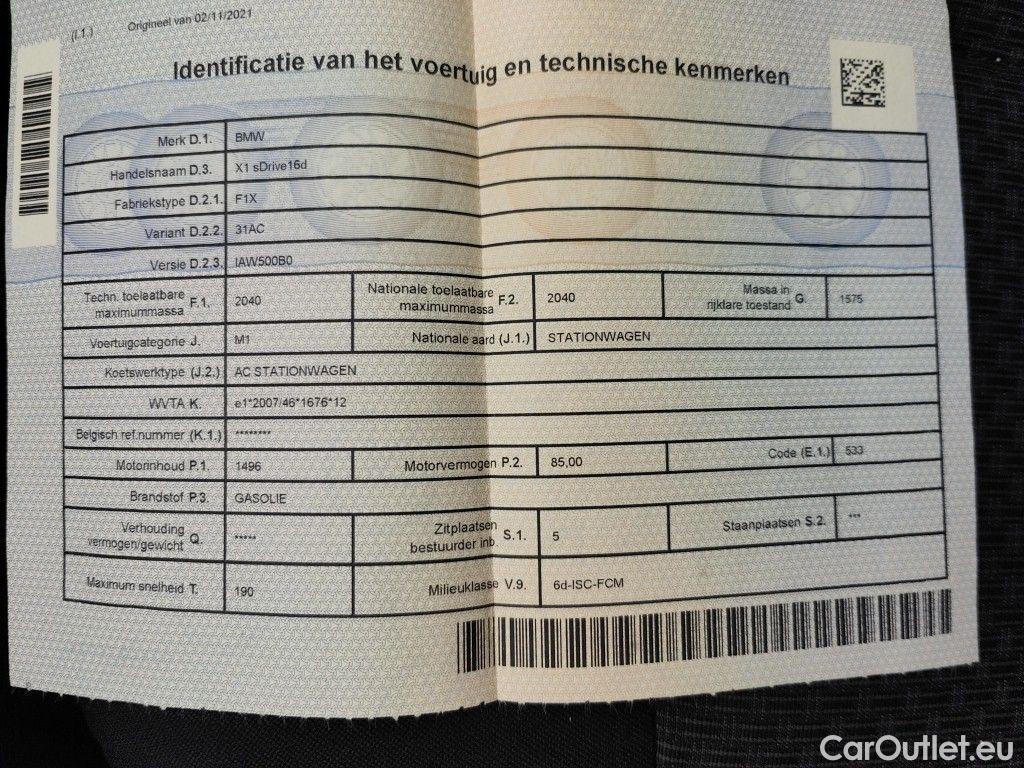 (I.1.) Origineel van 02/11/2021
Identificatie van het voertuig en technische kenmerken
Merk D.1. BMW
Handelsnaam D.3. X1 sDrive16d
Fabriekstype D.2.1. F1X
Variant D.2.2. 31AC
Versie D.2.3. IAW500B0
Techn. toelaatbare
maximummassa F.1. 2040
Nationale toelaatbare
maximummassa F.2. 2040
Massa in
rijklare toestand G. 1575
Voertuigcategorie J. M1 Nationale aard (J.1.) STATIONWAGEN
Koetswerktype (J.2.) AC STATIONWAGEN
WVTA K. e1*2007/46*1676*12
Belgisch ref.nummer (K.1.) ********
Motorinhoud P.1. 1496 Motorvermogen P.2. 85,00 Code (E.1.) 533
Brandstof P.3. GASOLIE
Verhouding
vermogen/gewicht Q. *****
Zitplaatsen
bestuurder inb. S.1. 5
Staanplaatsen S.2. ***
Maximum snelheid T. 190 Milieuklasse V.9. 6d-ISC-FCM
CarOutlet.eu